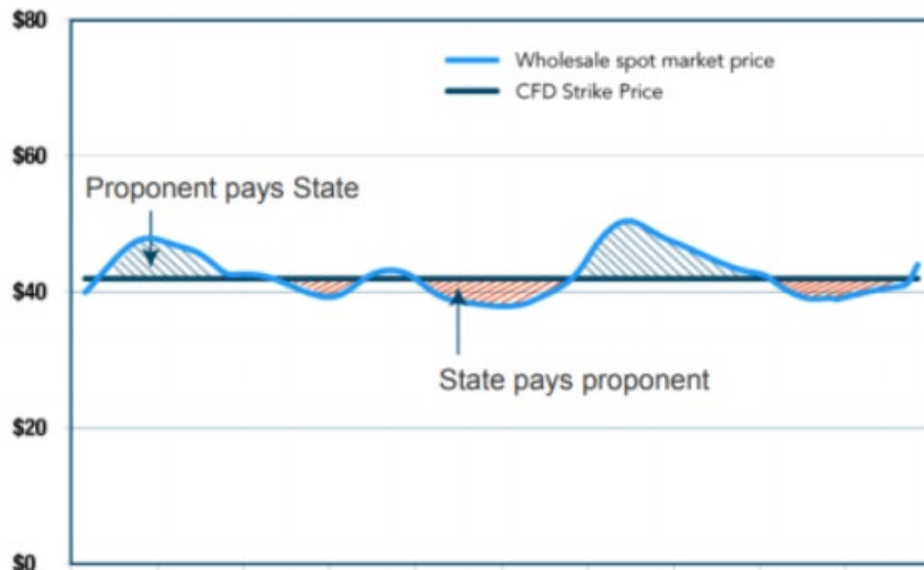 $80
Wholesale spot market price
CFD Strike Price
$60
Proponent pays State
$40
State pays proponent
$20
$0